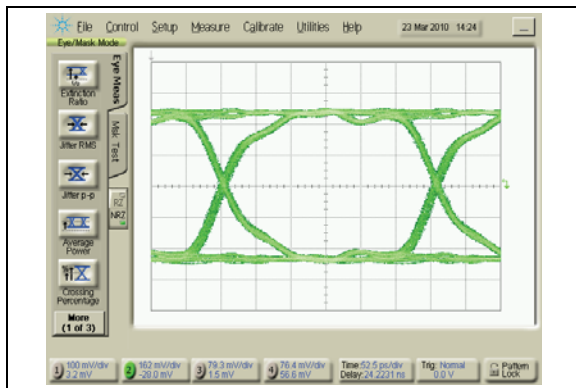 File Control Setup Measure Calibrate Utilities Help 23 Mar 2010 14:24
Eye/Mask Mode
Extinction
Ratio
Jitter RMS
Jitter p-p
Average
Power
Crossing
Percentage
More
(1 of 3)
Eye Meas
Msk Test
RZ
NRZ
1) 100 mV/div
3.2 mV
2) 162 mV/div
-20.0 mV
3) 79.3 mV/div
1.5 mV
4) 76.4 mV/div
56.6 mV
Time:52.5 ps/div
Delay:24.2231 ns
Trig: Normal
0.0 V
Pattern
Lock